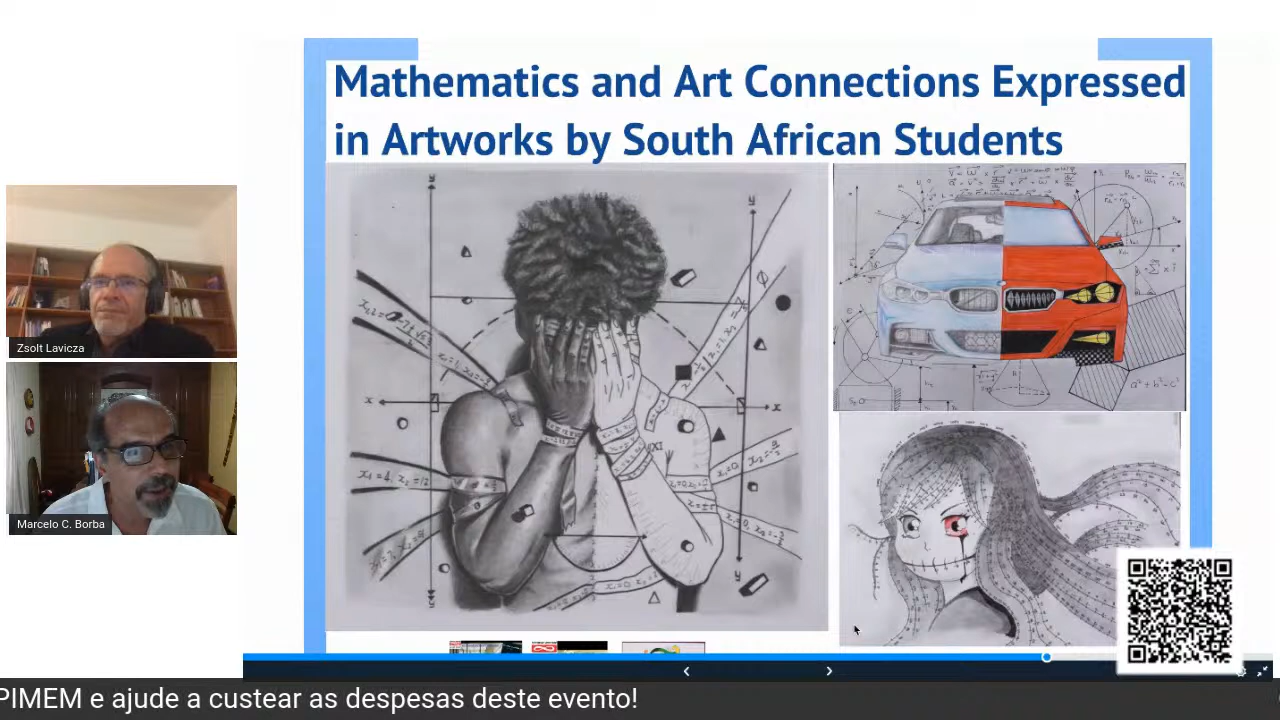 Mathematics and Art Connections Expressed
in Artworks by South African Students
Zsolt Lavicza
Marcelo C. Borba
PIMEM e ajude a custear as despesas deste evento!